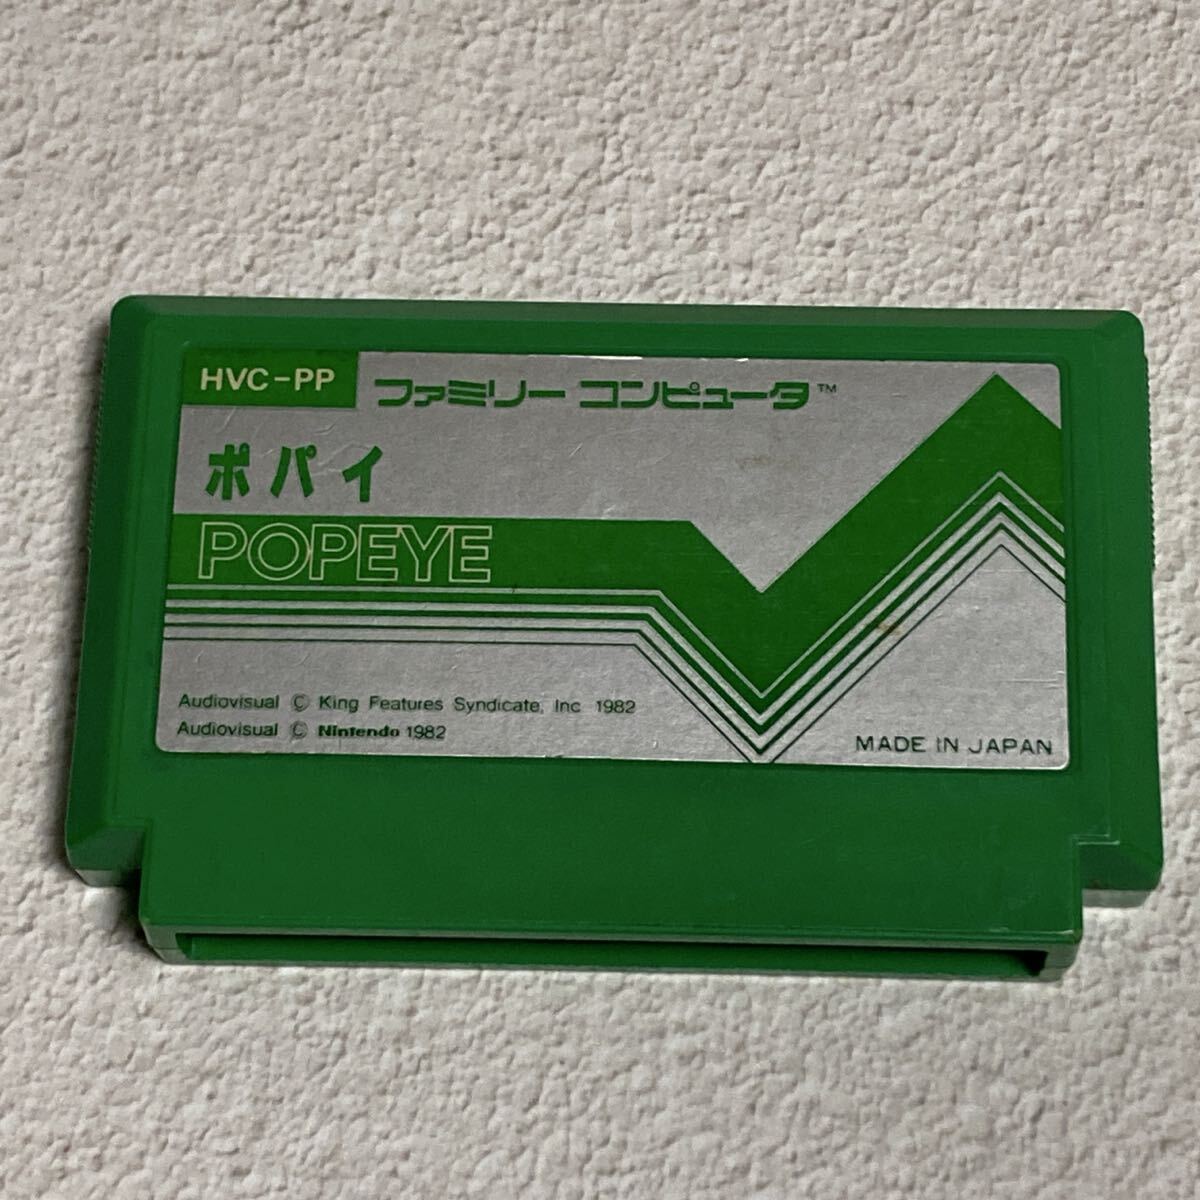 HVC-PP
ファミリー コンピュータ™
ポパイ
POPEYE
Audiovisual © King Features Syndicate, Inc 1982
Audiovisual © Nintendo 1982
MADE IN JAPAN